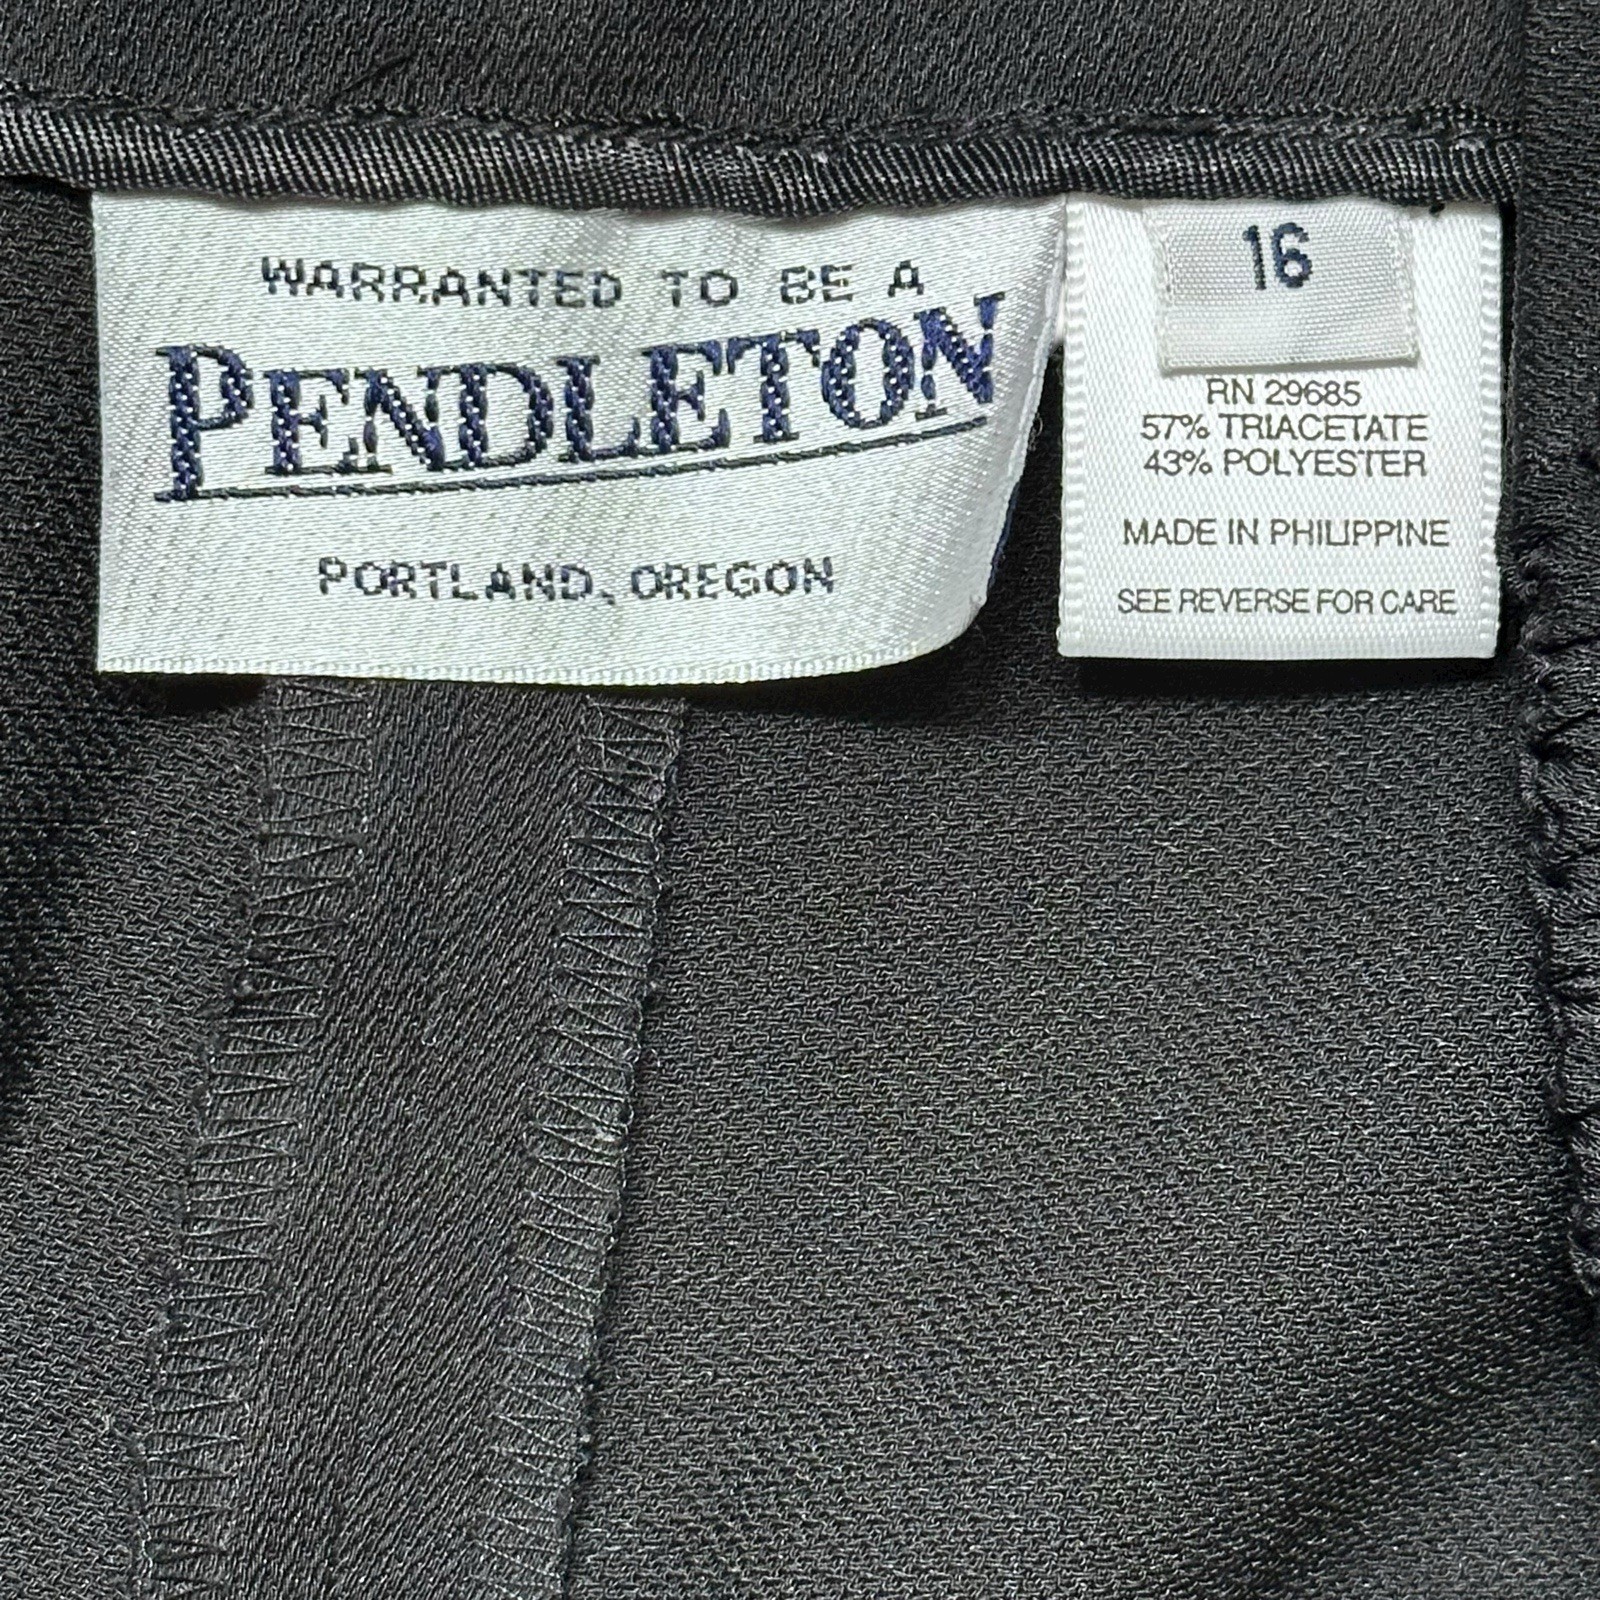 WARRANTED TO BE A
PENDLETON
PORTLAND, OREGON
16
RN 29685
57% TRIACETATE
43% POLYESTER
MADE IN PHILIPPINE
SEE REVERSE FOR CARE